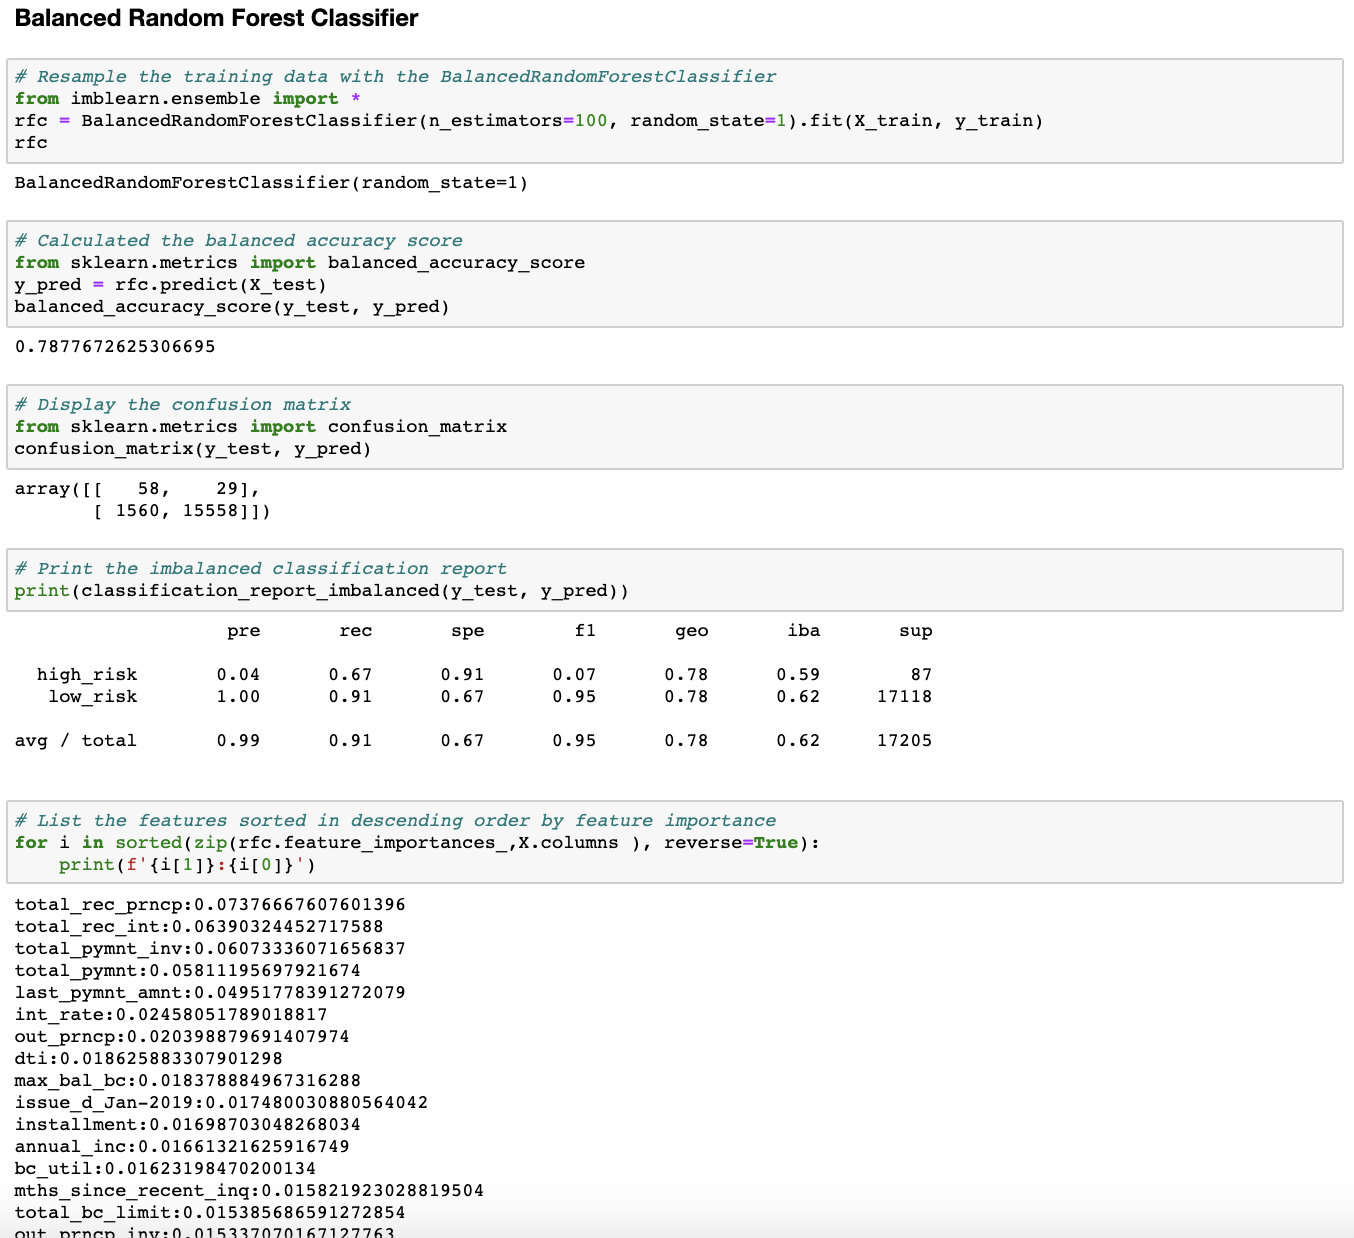 Balanced Random Forest Classifier
# Resample the training data with the BalancedRandomForestClassifier
from imblearn.ensemble import *
rfc = BalancedRandomForestClassifier(n_estimators=100, random_state=1).fit(X_train, y_train)
rfc
BalancedRandomForestClassifier(random_state=1)
# Calculated the balanced accuracy score
from sklearn.metrics import balanced_accuracy_score
y_pred = rfc.predict(X_test)
balanced_accuracy_score(y_test, y_pred)
0.7877672625306695
# Display the confusion matrix
from sklearn.metrics import confusion_matrix
confusion_matrix(y_test, y_pred)
array([[   58,    29],
       [ 1560, 15558]])
# Print the imbalanced classification report
print(classification_report_imbalanced(y_test, y_pred))
pre rec spe f1 geo iba sup
high_risk 0.04 0.67 0.91 0.07 0.78 0.59 87
low_risk 1.00 0.91 0.67 0.95 0.78 0.62 17118
avg / total 0.99 0.91 0.67 0.95 0.78 0.62 17205
# List the features sorted in descending order by feature importance
for i in sorted(zip(rfc.feature_importances_,X.columns ), reverse=True):
    print(f'{i[1]}:{i[0]}')
total_rec_prncp:0.07376667607601396
total_rec_int:0.06390324452717588
total_pymnt_inv:0.06073336071656837
total_pymnt:0.05811195697921674
last_pymnt_amnt:0.04951778391272079
int_rate:0.02458051789018817
out_prncp:0.020398879691407974
dti:0.018625883307901298
max_bal_bc:0.018378884967316288
issue_d_Jan-2019:0.017480030880564042
installment:0.01698703048268034
annual_inc:0.01661321625916749
bc_util:0.01623198470200134
mths_since_recent_inq:0.015821923028819504
total_bc_limit:0.015385686591272854
out_prncp_inv:0.015337070167127763